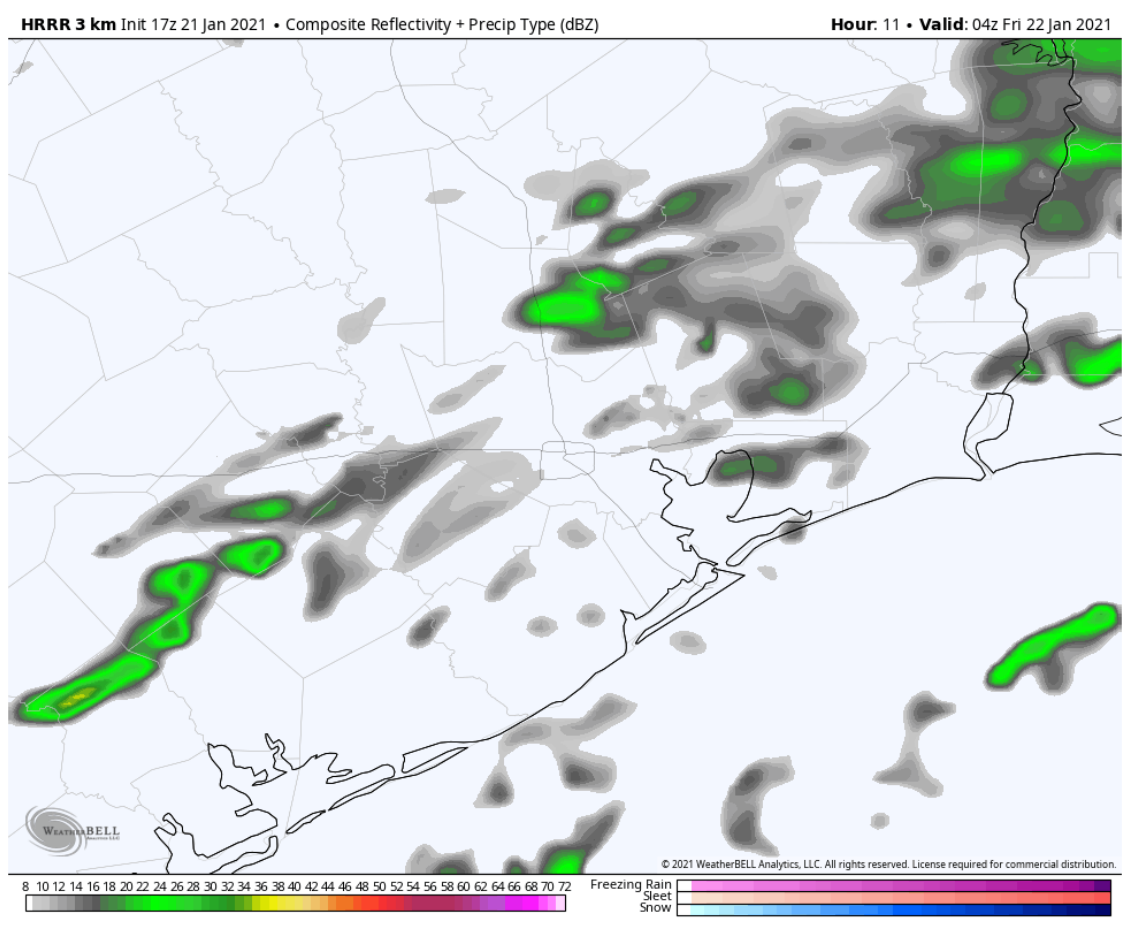 HRRR 3 km Init 17z 21 Jan 2021 • Composite Reflectivity + Precip Type (dBZ) Hour: 11 • Valid: 04z Fri 22 Jan 2021
WEATHERBELL
ANALYTICS LLC
© 2021 WeatherBELL Analytics, LLC. All rights reserved. License required for commercial distribution.
8 10 12 14 16 18 20 22 24 26 28 30 32 34 36 38 40 42 44 46 48 50 52 54 56 58 60 62 64 66 68 70 72
Freezing Rain
Sleet
Snow